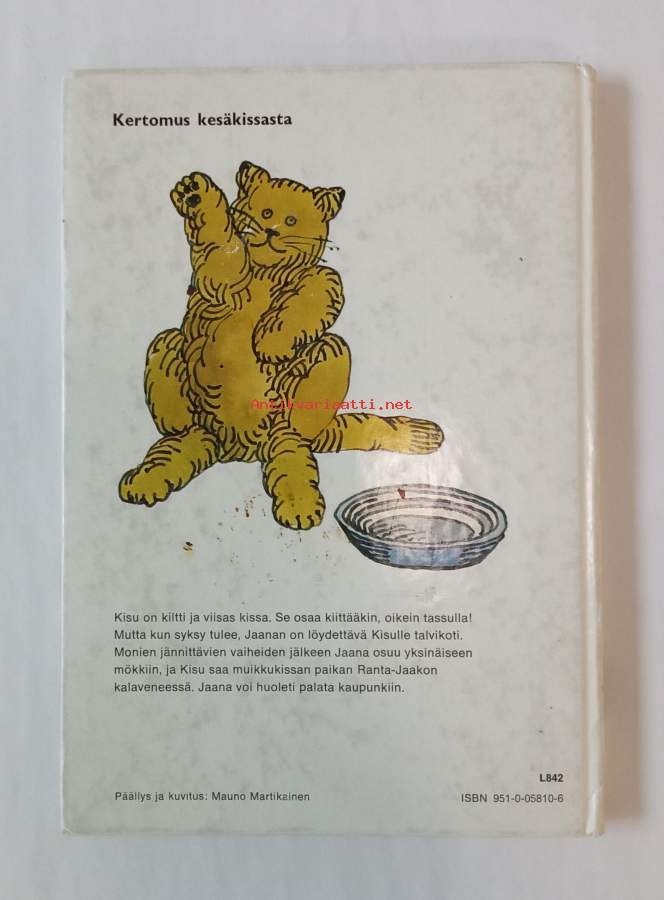 Kertomus kesäkissasta
Antikvariaatti.net
Kisu on kiltti ja viisas kissa. Se osaa kiittääkin, oikein tassulla!
Mutta kun syksy tulee, Jaanan on löydettävä Kisulle talvikoti.
Monien jännittävien vaiheiden jälkeen Jaana osuu yksinäiseen
mökkiin, ja Kisu saa muikkukissan paikan Ranta-Jaakon
kalaveneessä. Jaana voi huoleti palata kaupunkiin.
L842
Päällys ja kuvitus: Mauno Martikainen
ISBN 951-0-05810-6